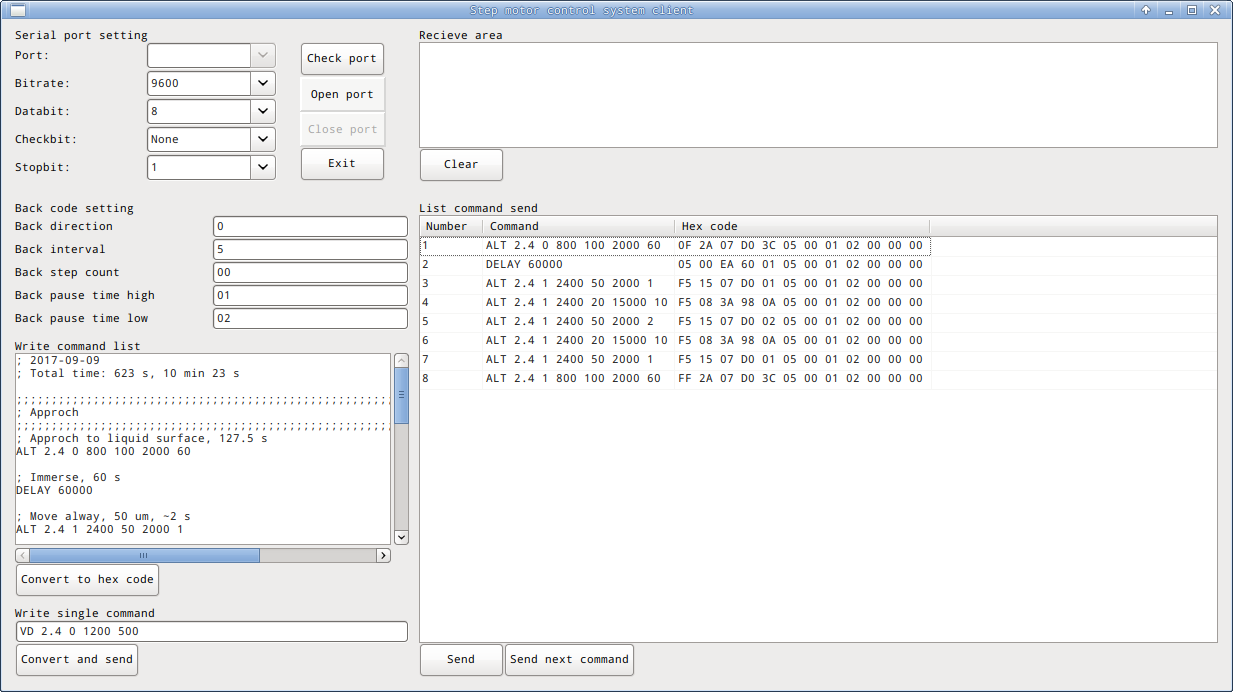 Step motor control system client
Serial port setting
Port:
Check port
Bitrate: 9600
Open port
Databit: 8
Close port
Checkbit: None
Exit
Stopbit: 1
Recieve area
Clear
Back code setting
Back direction 0
Back interval 5
Back step count 00
Back pause time high 01
Back pause time low 02
Write command list
; 2017-09-09
; Total time: 623 s, 10 min 23 s
;;;;;;;;;;;;;;;;;;;;;;;;;;;;;;;;;;;;;;;;;;;;;;;;;;;;;;
; Approch
;;;;;;;;;;;;;;;;;;;;;;;;;;;;;;;;;;;;;;;;;;;;;;;;;;;;;;
; Approch to liquid surface, 127.5 s
ALT 2.4 0 800 100 2000 60
; Immerse, 60 s
DELAY 60000
; Move alway, 50 um, ~2 s
ALT 2.4 1 2400 50 2000 1
Convert to hex code
Write single command
VD 2.4 0 1200 500
Convert and send
List command send
Number Command Hex code
1 ALT 2.4 0 800 100 2000 60 0F 2A 07 D0 3C 05 00 01 02 00 00 00
2 DELAY 60000 05 00 EA 60 01 05 00 01 02 00 00 00
3 ALT 2.4 1 2400 50 2000 1 F5 15 07 D0 01 05 00 01 02 00 00 00
4 ALT 2.4 1 2400 20 15000 10 F5 08 3A 98 0A 05 00 01 02 00 00 00
5 ALT 2.4 1 2400 50 2000 2 F5 15 07 D0 02 05 00 01 02 00 00 00
6 ALT 2.4 1 2400 20 15000 10 F5 08 3A 98 0A 05 00 01 02 00 00 00
7 ALT 2.4 1 2400 50 2000 1 F5 15 07 D0 01 05 00 01 02 00 00 00
8 ALT 2.4 1 800 100 2000 60 FF 2A 07 D0 3C 05 00 01 02 00 00 00
Send
Send next command